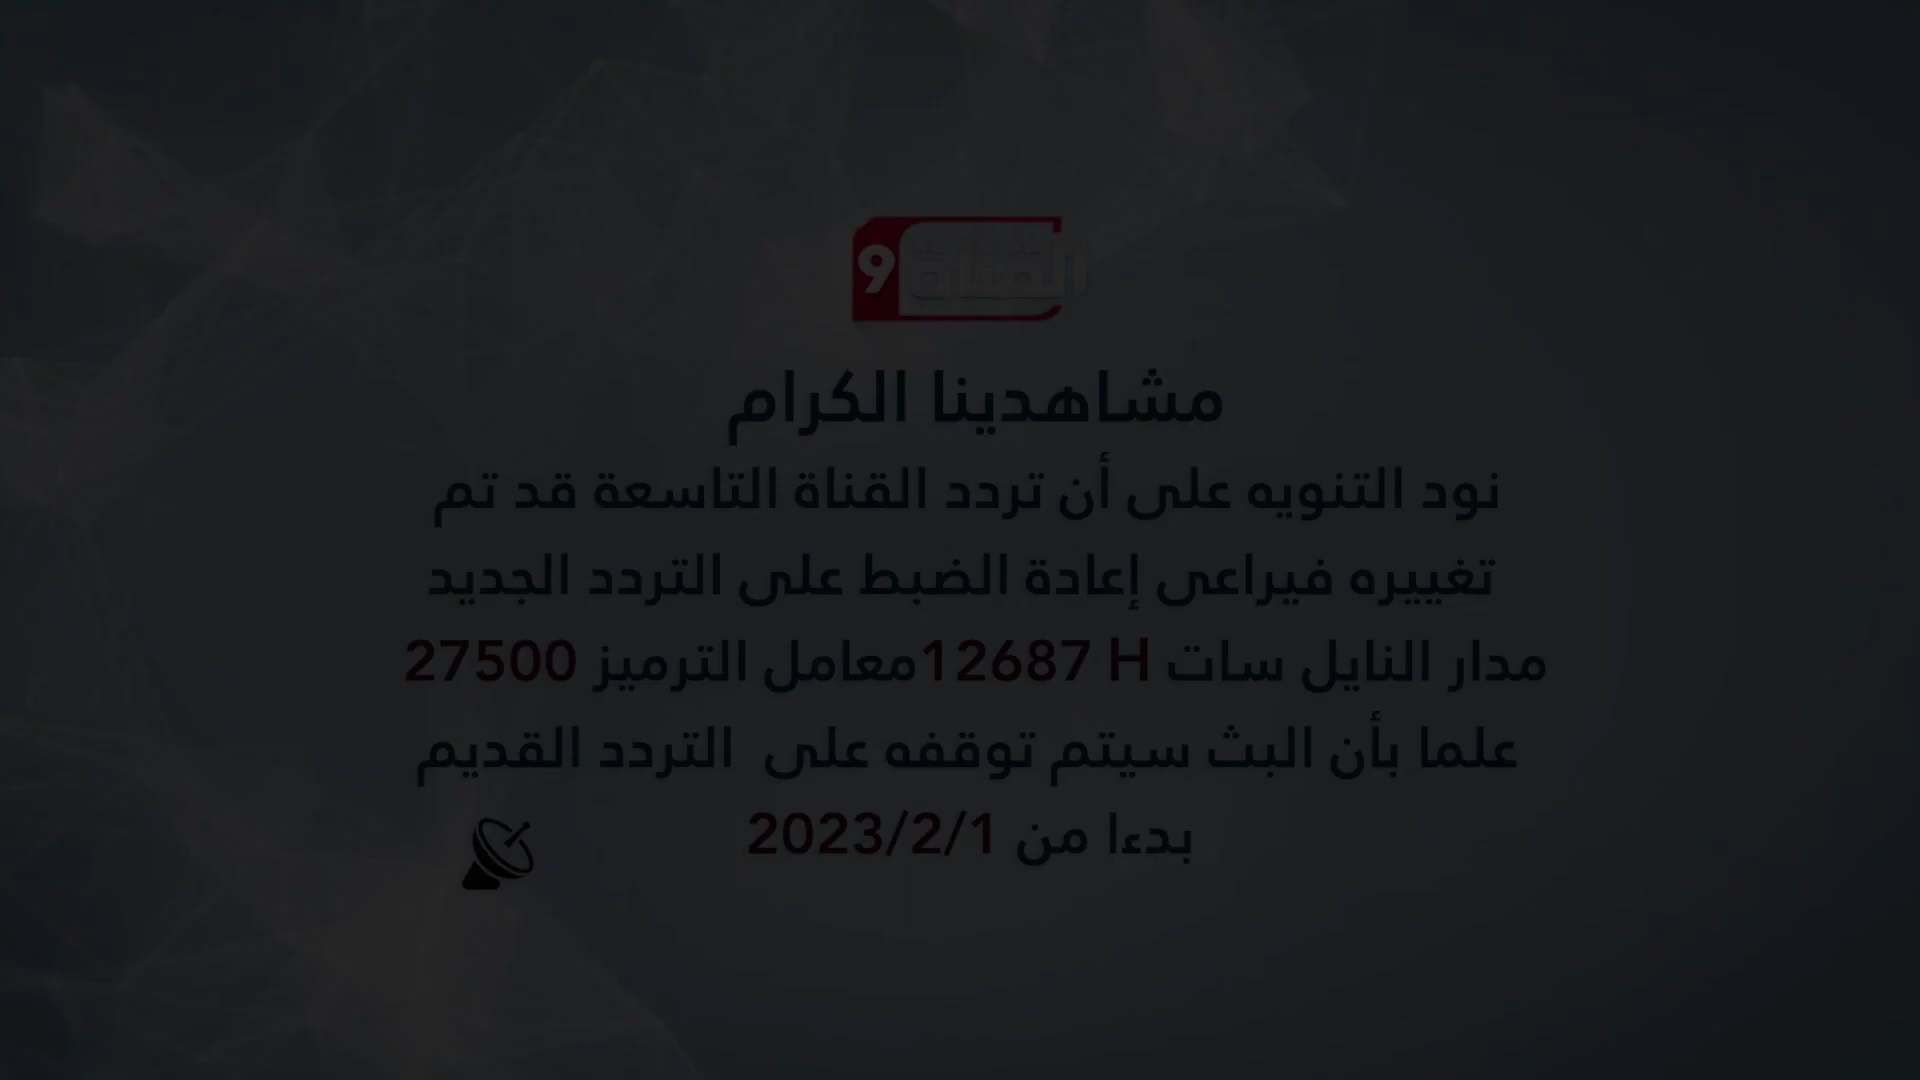 القناة 9
مشاهدينا الكرام
نود التنويه على أن تردد القناة التاسعة قد تم
تغييره فيراعى إعادة الضبط على التردد الجديد
مدار النايل سات 12687 H معامل الترميز 27500
علما بأن البث سيتم توقفه على التردد القديم
بدءا من 2023/2/1